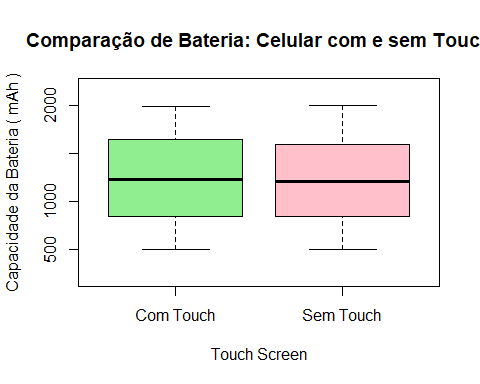 Comparação de Bateria: Celular com e sem Touc
Capacidade da Bateria ( mAh )
2000
1000
500
Com Touch
Sem Touch
Touch Screen